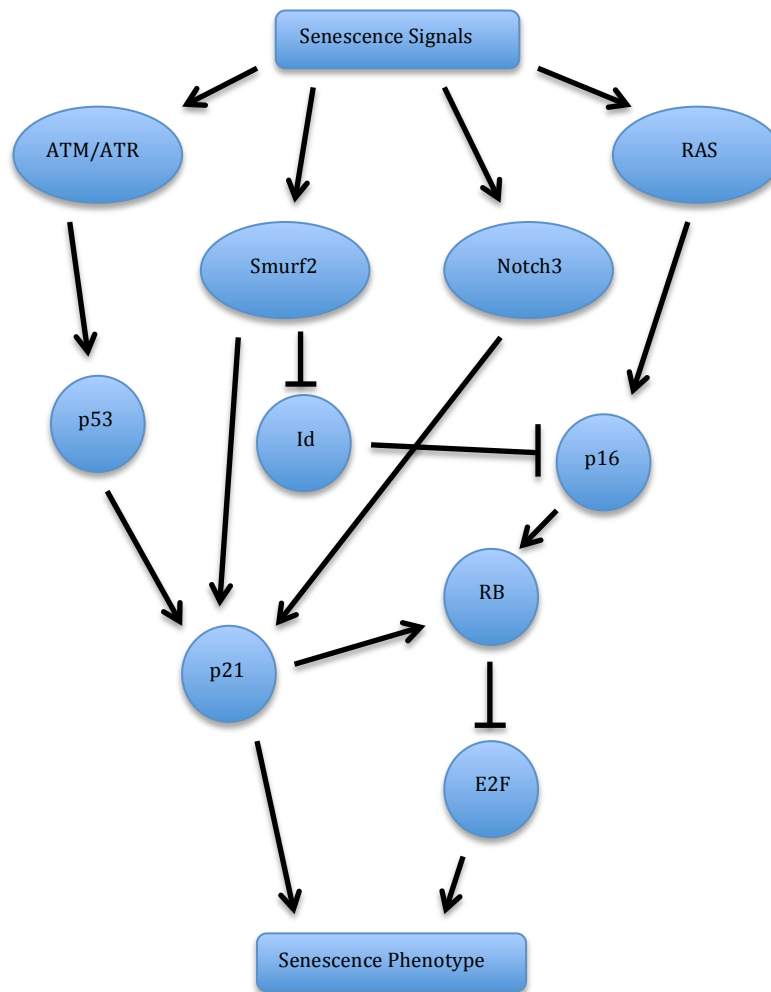 Senescence Signals
ATM/ATR
RAS
Smurf2
Notch3
p53
Id
p16
RB
p21
E2F
Senescence Phenotype